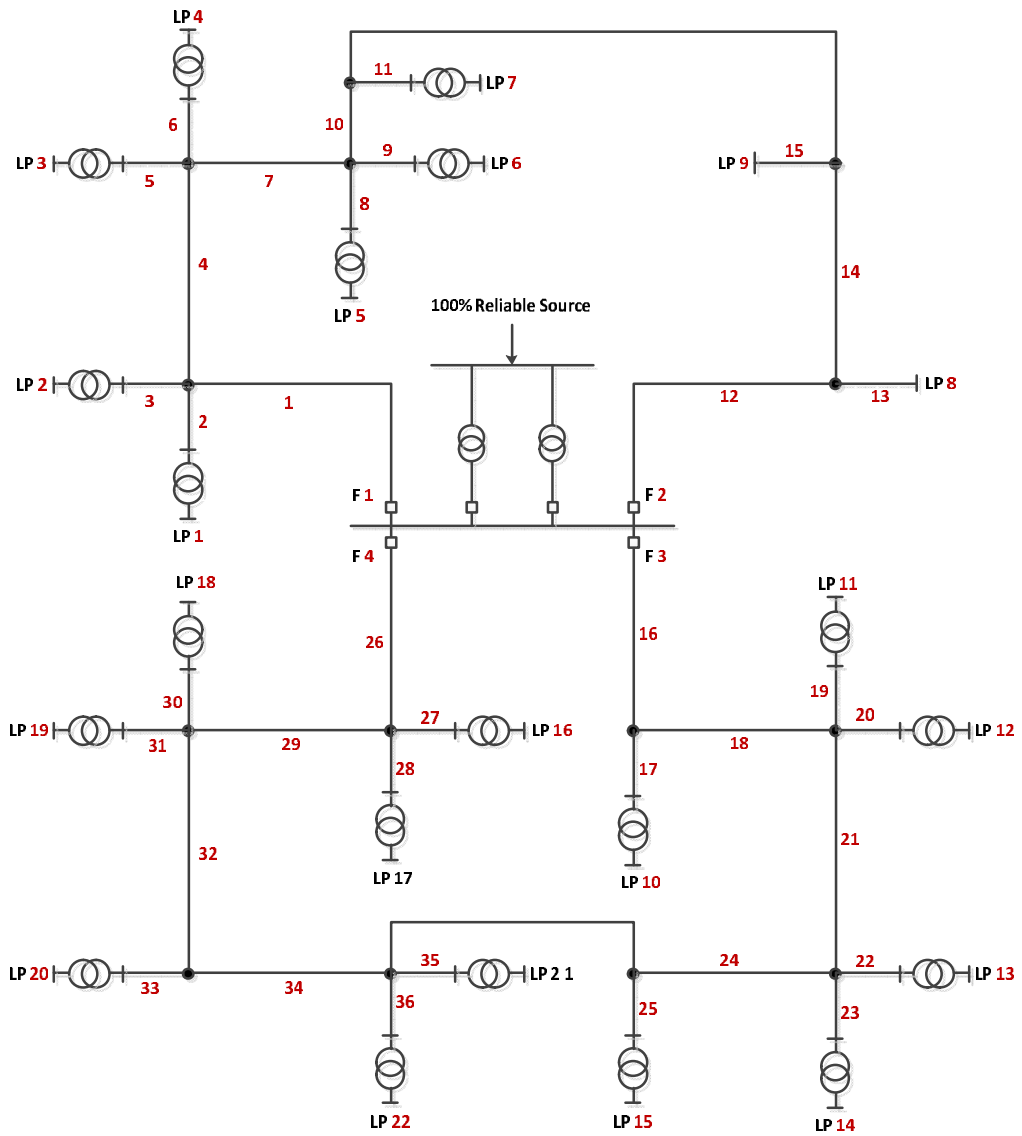 LP 4
11
LP 7
6
10
9
15
LP 3
LP 6
LP 9
5
7
8
4
14
100% Reliable Source
LP 5
LP 2
LP 8
3
1
12
13
2
F 1
F 2
LP 1
F 4
F 3
LP 18
LP 11
26
16
30
19
27
20
LP 19
LP 16
LP 12
31
29
18
28
17
21
32
LP 17
LP 10
35
24
22
LP 20
LP 2 1
LP 13
33
34
36
25
23
LP 22
LP 15
LP 14